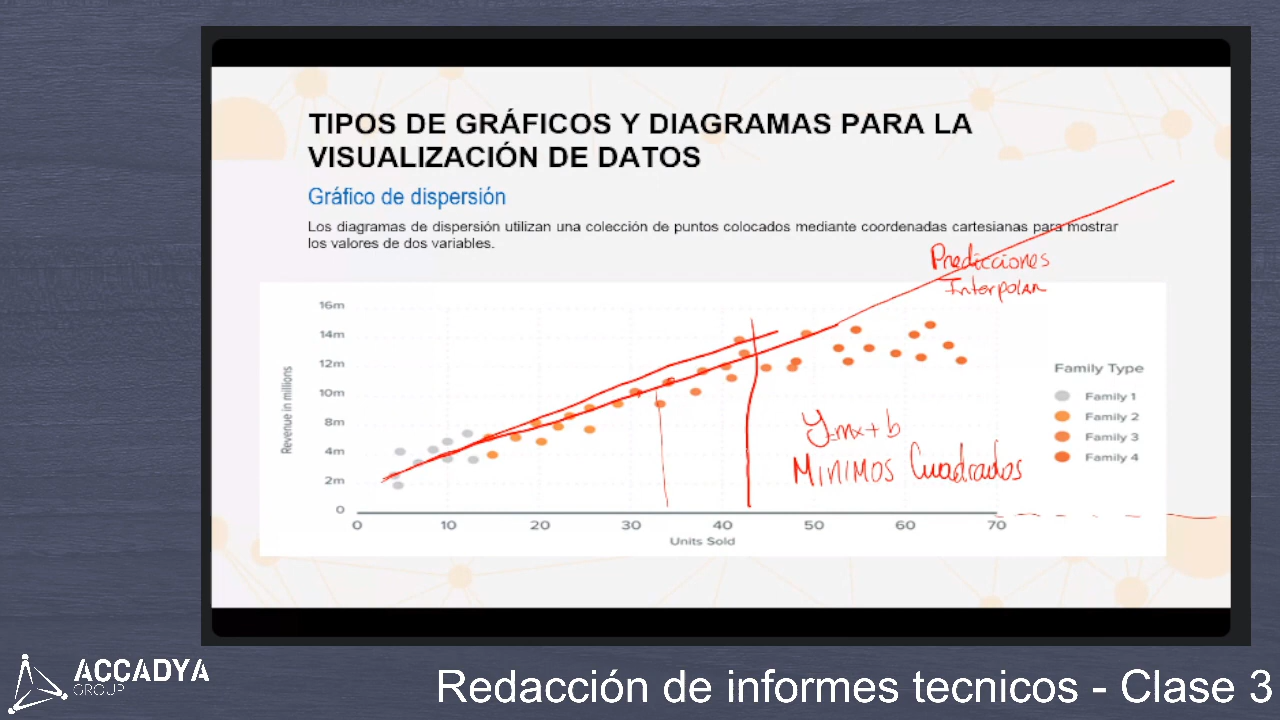 TIPOS DE GRÁFICOS Y DIAGRAMAS PARA LA
VISUALIZACIÓN DE DATOS
Gráfico de dispersión
Los diagramas de dispersión utilizan una colección de puntos colocados mediante coordenadas cartesianas para mostrar
los valores de dos variables.
Predicciones
Interpolar
16m
14m
12m
10m
8m
4m
2m
0
Revenue in millions
0 10 20 30 40 50 60 70
Units Sold
y=mx+b
MINIMOS Cuadrados
Family Type
Family 1
Family 2
Family 3
Family 4
ACCADYA
GROUP
Redacción de informes tecnicos - Clase 3